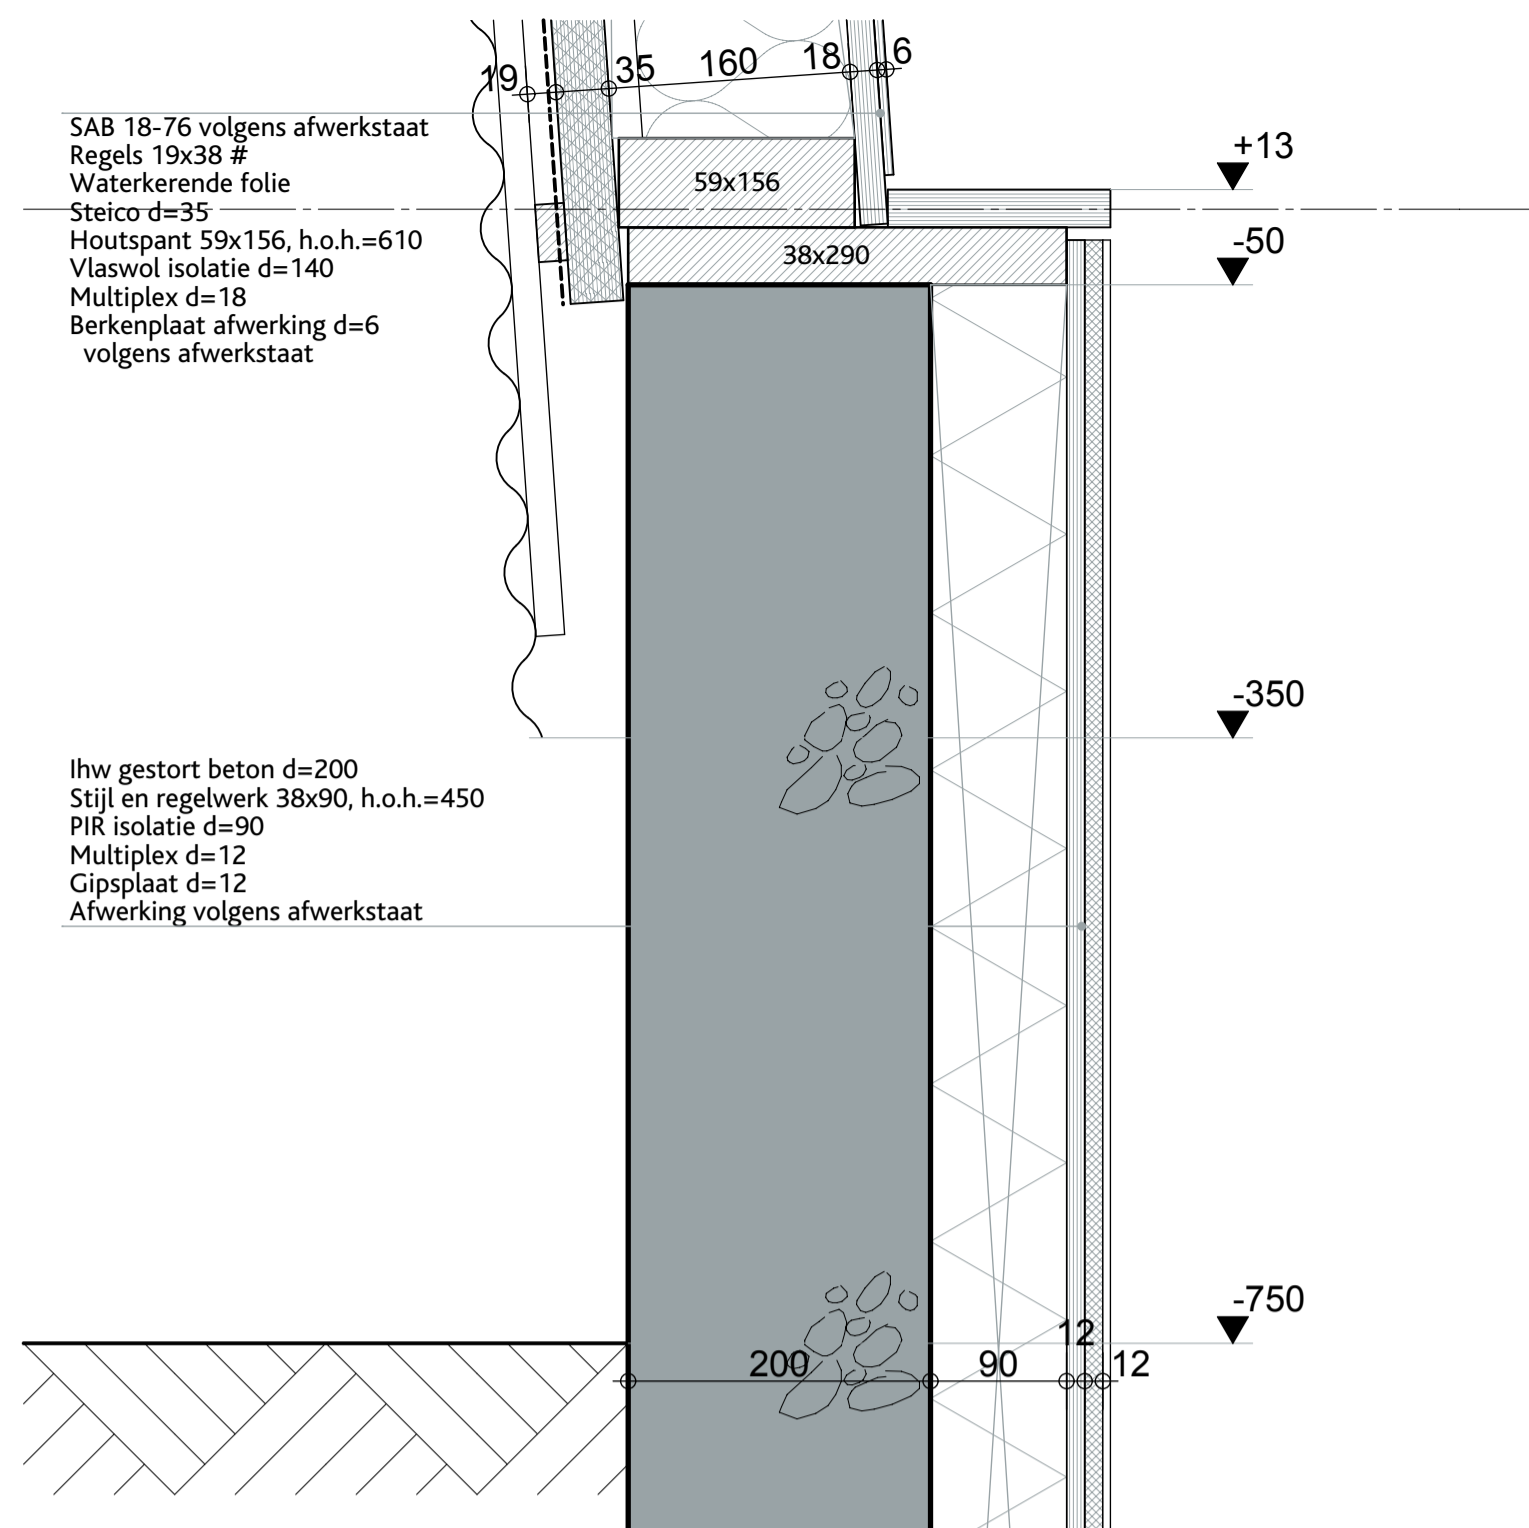 19
35
160
18
6
SAB 18-76 volgens afwerkstaat
Regels 19x38 #
Waterkerende folie
Steico d=35
Houtspant 59x156, h.o.h.=610
Vlaswol isolatie d=140
Multiplex d=18
Berkenplaat afwerking d=6
volgens afwerkstaat
59x156
38x290
+13
-50
-350
Ihw gestort beton d=200
Stijl en regelwerk 38x90, h.o.h.=450
PIR isolatie d=90
Multiplex d=12
Gipsplaat d=12
Afwerking volgens afwerkstaat
-750
200
90
12
12